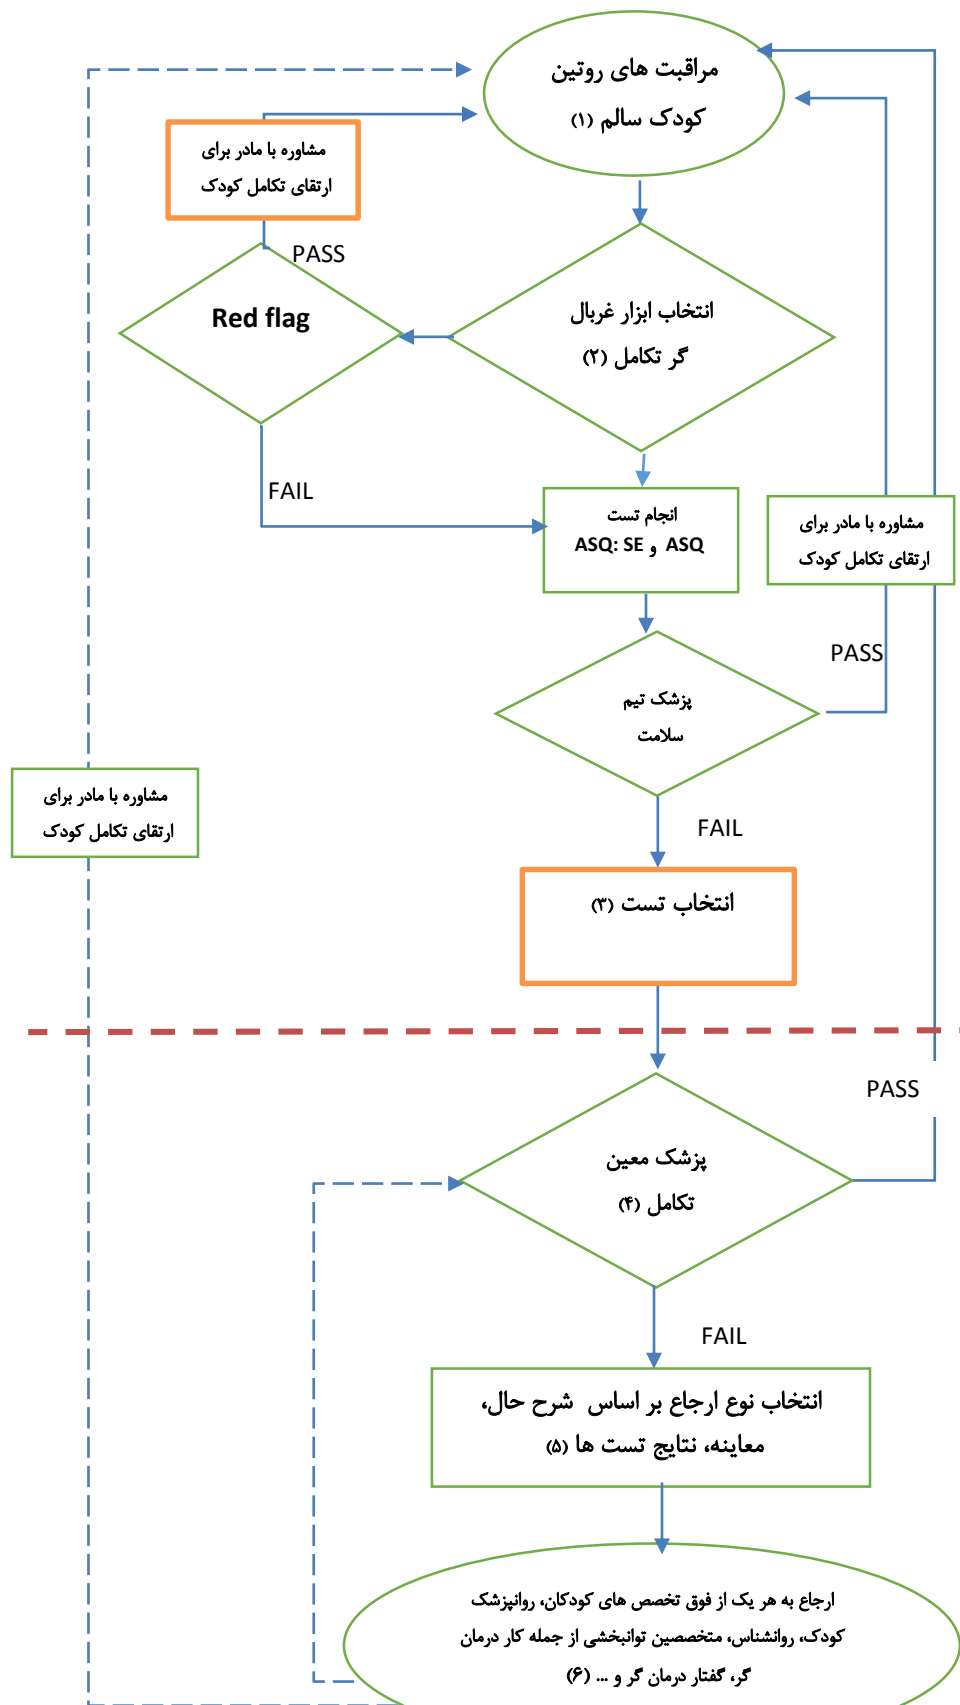 مراقبت های روتین
کودک سالم (۱)
مشاوره با مادر برای
ارتقای تکامل کودک
PASS
Red flag
انتخاب ابزار غربال
گر تکامل (۲)
FAIL
انجام تست
ASQ و ASQ: SE
مشاوره با مادر برای
ارتقای تکامل کودک
PASS
پزشک تیم
سلامت
مشاوره با مادر برای
ارتقای تکامل کودک
FAIL
انتخاب تست (۳)
PASS
پزشک معین
تکامل (۴)
FAIL
انتخاب نوع ارجاع بر اساس شرح حال،
معاینه، نتایج تست ها (۵)
ارجاع به هر یک از فوق تخصص های کودکان، روانپزشک
کودک، روانشناس، متخصصین توانبخشی از جمله کار درمان
گر، گفتار درمان گر و ... (۶)